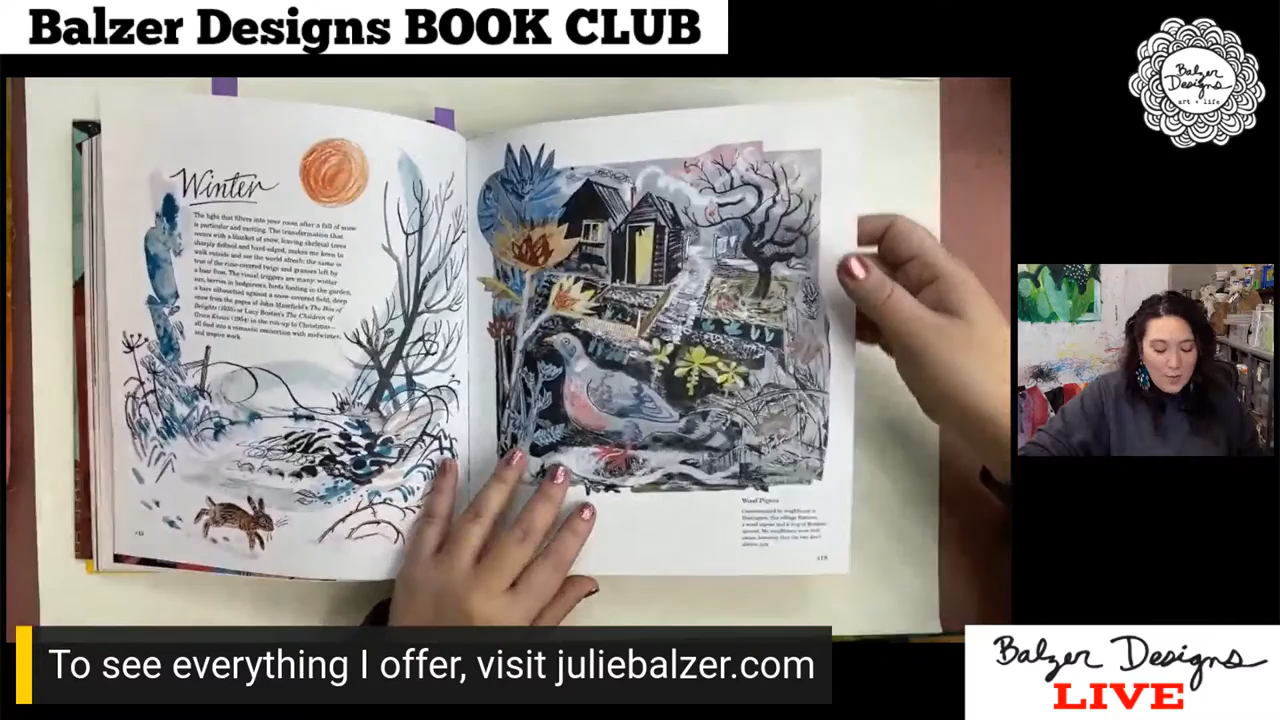 Balzer Designs BOOK CLUB
Balzer
Designs
art + life
Winter
The light that filters into your room after a fall of snow
is particular and exciting. The transformation that
occurs with a blanket of snow, leaving skeletal trees
sharply defined and hard-edged, makes me keen to
walk outside and see the world afresh; the same is
true of the rime-covered twigs and grasses left by
a hoar frost. The visual triggers are many: winter
sun, berries in hedgerows, birds feeding in the garden,
a hare silhouetted against a snow-covered field, deep
snow from the pages of John Masefield's The Box of
Delights (1935) or Lucy Boston's The Children of
Green Knowe (1954) in the run-up to Christmas –
all feed into a romantic connection with midwinter,
and inspire work.
Wood Pigeon
To see everything I offer, visit juliebalzer.com
Balzer Designs
LIVE